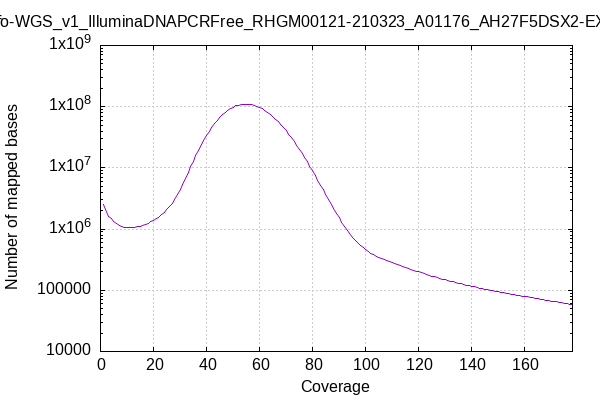 fo-WGS_v1_IlluminaDNAPCRFree_RHGM00121-210323_A01176_AH27F5DSX2-EX
1x10⁹
1x10⁸
1x10⁷
1x10⁶
100000
10000
Number of mapped bases
0 20 40 60 80 100 120 140 160
Coverage